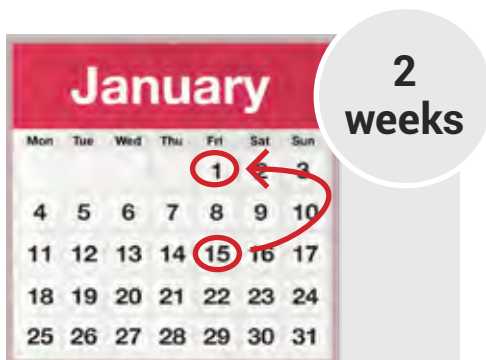 January
2
weeks
Mon Tue Wed Thu Fri Sat Sun
1 2 3
4 5 6 7 8 9 10
11 12 13 14 15 16 17
18 19 20 21 22 23 24
25 26 27 28 29 30 31